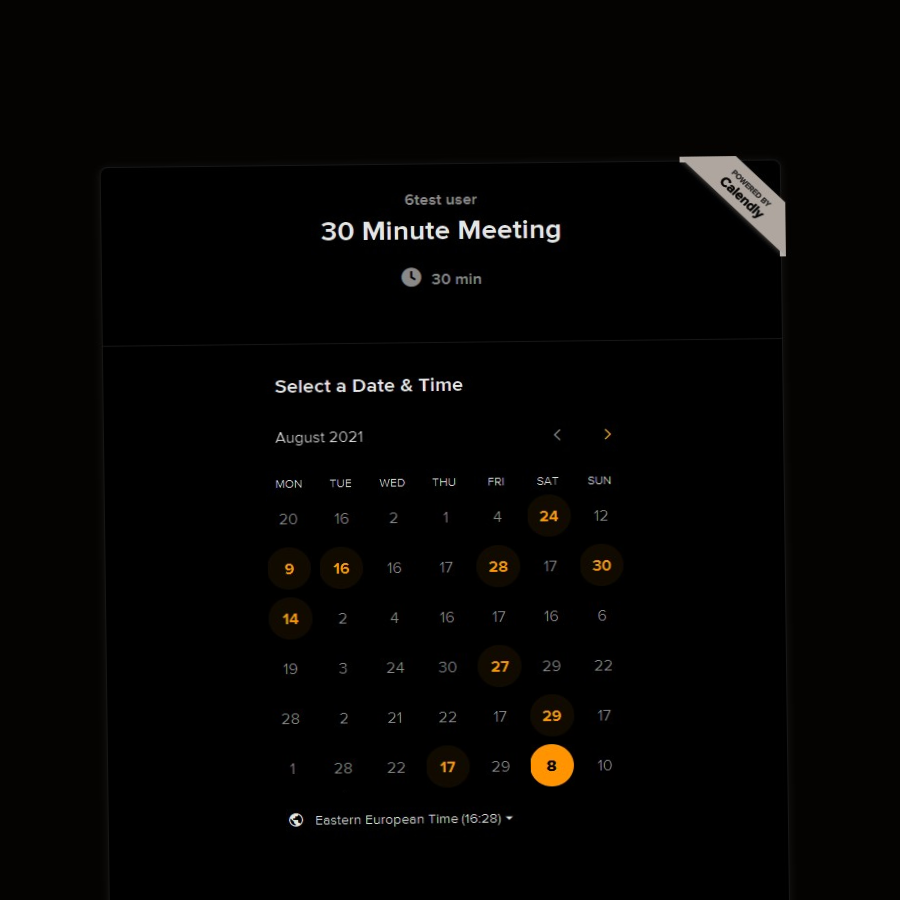 POWERED BY
Calendly
6test user
30 Minute Meeting
30 min
Select a Date & Time
August 2021
MON TUE WED THU FRI SAT SUN
20 16 2 1 4 24 12
9 16 16 17 28 17 30
14 2 4 16 17 16 6
19 3 24 30 27 29 22
28 2 21 22 17 29 17
1 28 22 17 29 8 10
Eastern European Time (16:28)